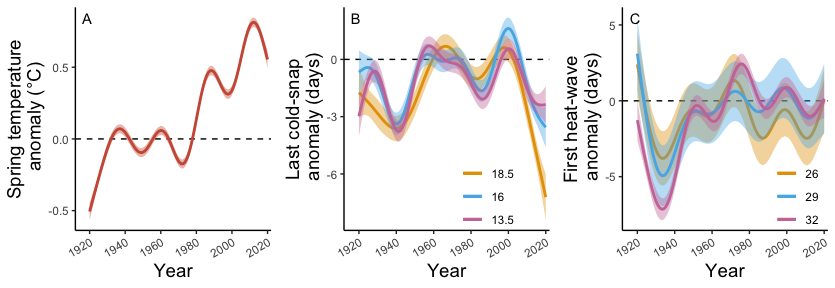 A
Spring temperature
anomaly (°C)
0.5
0.0
-0.5
1920
1940
1960
1980
2000
2020
Year
B
Last cold-snap
anomaly (days)
0
-3
-6
18.5
16
13.5
1920
1940
1960
1980
2000
2020
Year
C
First heat-wave
anomaly (days)
5
0
-5
26
29
32
1920
1940
1960
1980
2000
2020
Year